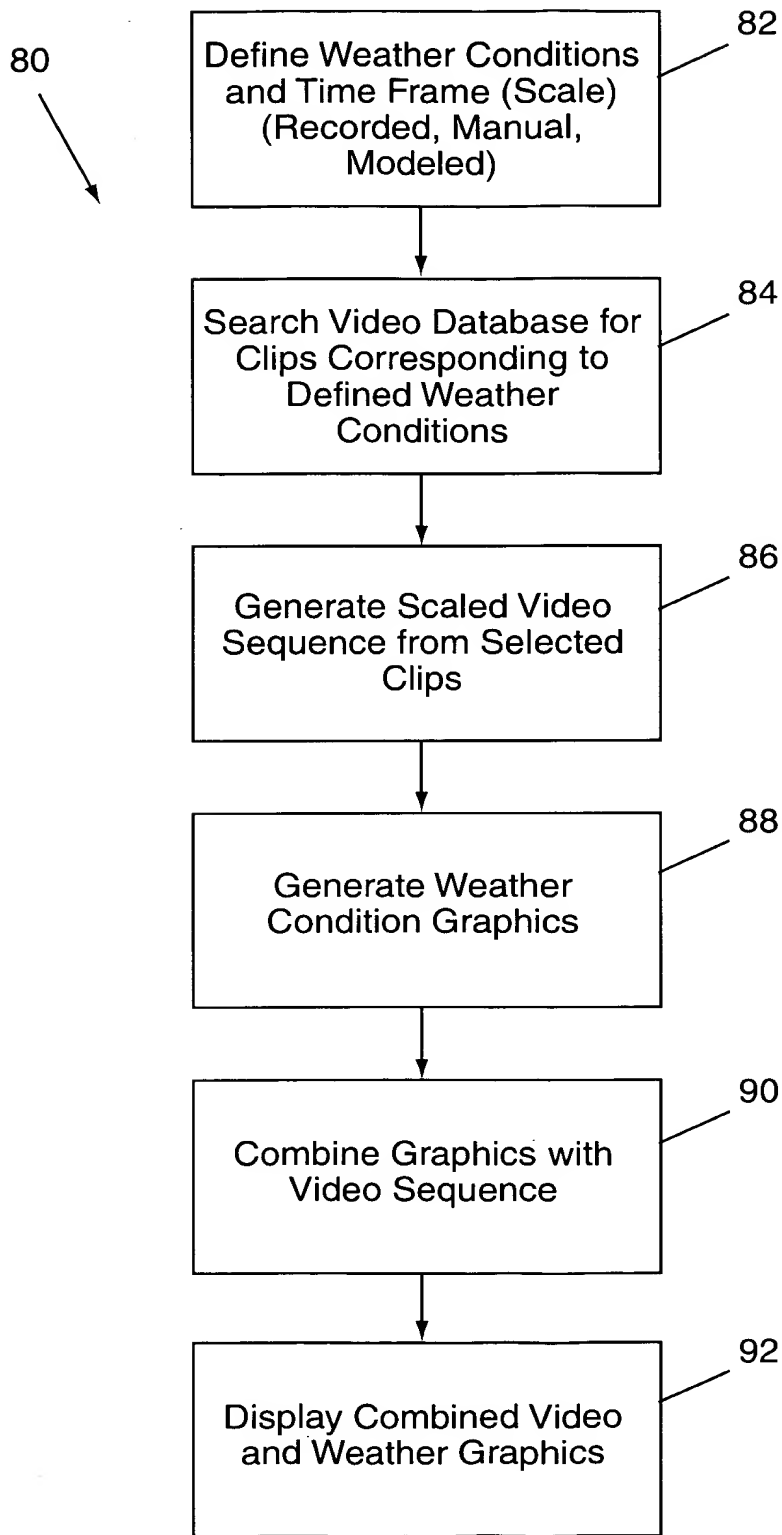 80
82
Define Weather Conditions
and Time Frame (Scale)
(Recorded, Manual,
Modeled)
84
Search Video Database for
Clips Corresponding to
Defined Weather
Conditions
86
Generate Scaled Video
Sequence from Selected
Clips
88
Generate Weather
Condition Graphics
90
Combine Graphics with
Video Sequence
92
Display Combined Video
and Weather Graphics